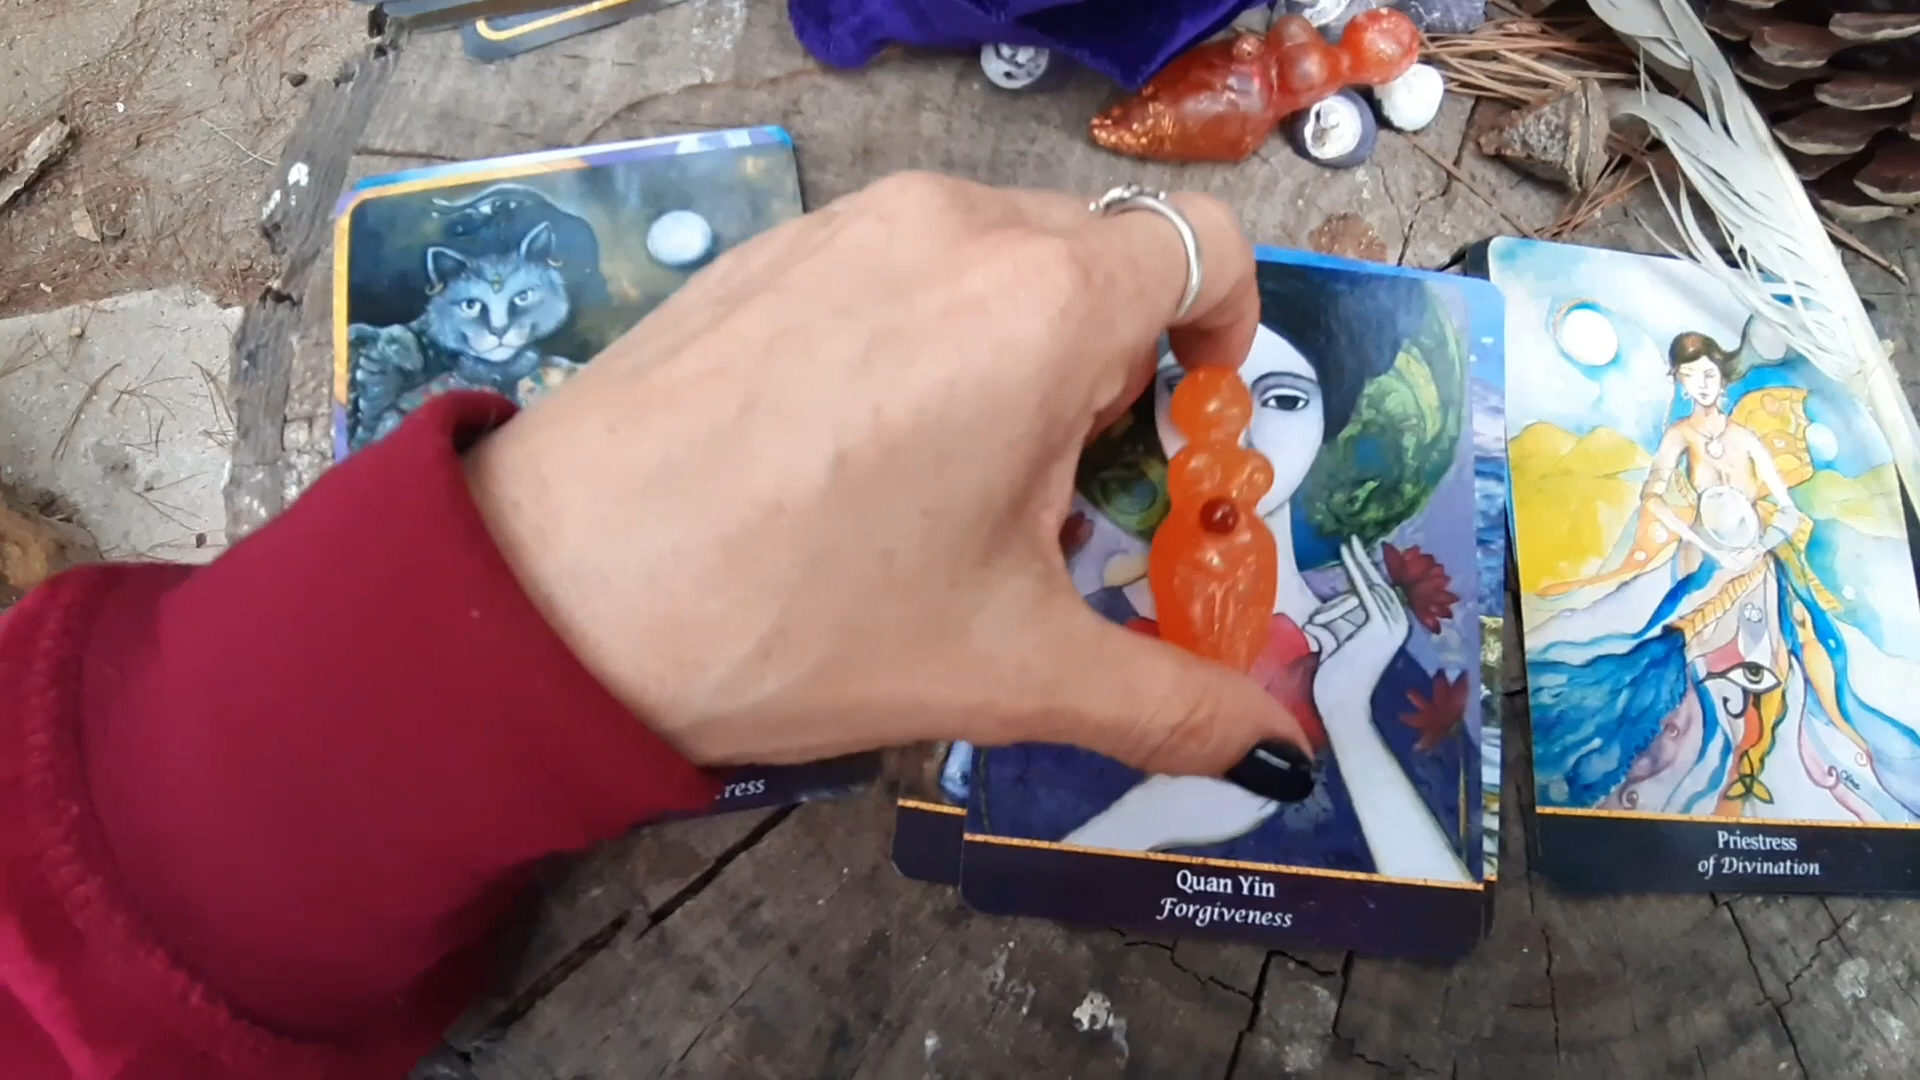 Quan Yin
Forgiveness
Priestress
of Divination